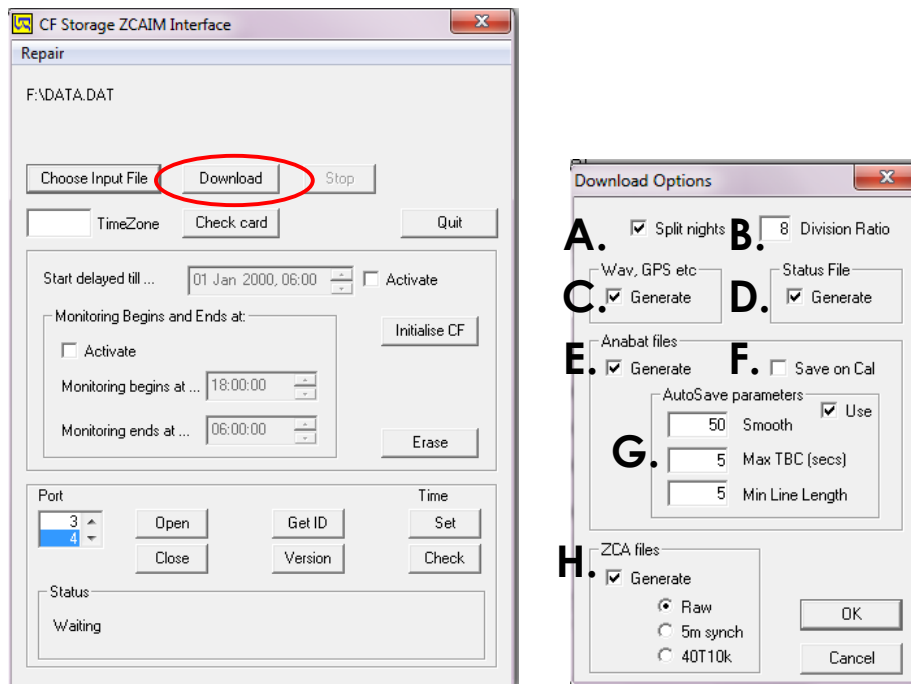 CF Storage ZCAIM Interface
Repair
F:\DATA.DAT
Choose Input File Download Stop
TimeZone Check card Quit
Start delayed till ... 01 Jan 2000, 06:00 Activate
Monitoring Begins and Ends at:
Activate
Initialise CF
Monitoring begins at ... 18:00:00
Monitoring ends at ... 06:00:00
Erase
Port Time
3 Open Get ID Set
4 Close Version Check
Status
Waiting
Download Options
A. Split nights B. 8 Division Ratio
Wav, GPS etc Status File
C. Generate D. Generate
Anabat files
E. Generate F. Save on Cal
AutoSave parameters
Use
50 Smooth
G. 5 Max TBC (secs)
5 Min Line Length
ZCA files
H. Generate
Raw
5m synch
40T10k
OK
Cancel